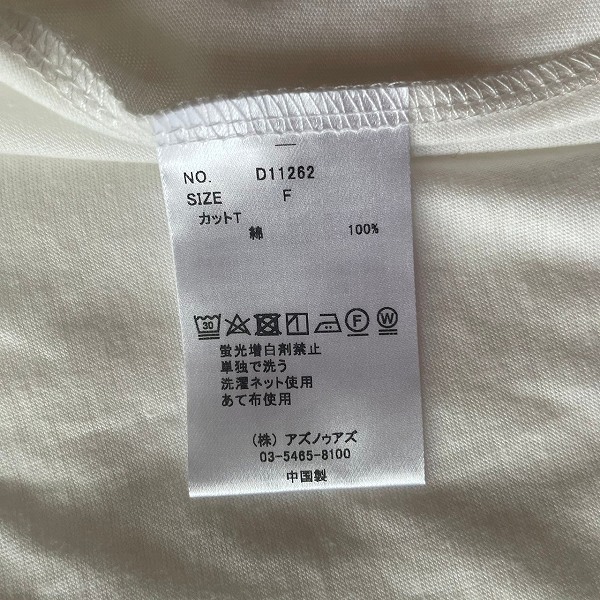 NO. D11262
SIZE F
カットT
綿 100%
30 F W
蛍光増白剤禁止
単独で洗う
洗濯ネット使用
あて布使用
(株) アズノゥアズ
03-5465-8100
中国製